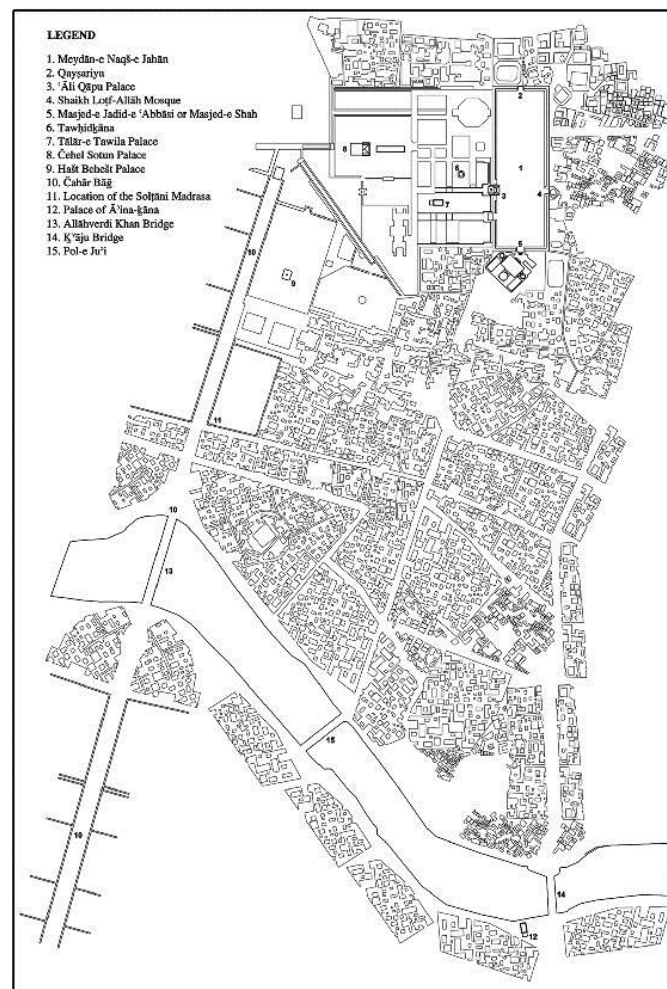 LEGEND
1. Meydān-e Naqš-e Jahān
2. Qayṣariya
3. ʿĀli Qāpu Palace
4. Shaikh Loṭf-Allāh Mosque
5. Masjed-e Jadid-e ʿAbbāsi or Masjed-e Shah
6. Tawḥidḵāna
7. Tālār-e Ṭawila Palace
8. Čehel Sotun Palace
9. Hašt Behešt Palace
10. Čahār Bāḡ
11. Location of the Solṭāni Madrasa
12. Palace of Āʾina-ḵāna
13. Allāhverdi Khan Bridge
14. Ḵʷāju Bridge
15. Pol-e Juʾi
2
1
8
6
3
4
7
5
10
9
11
10
13
15
10
14
12